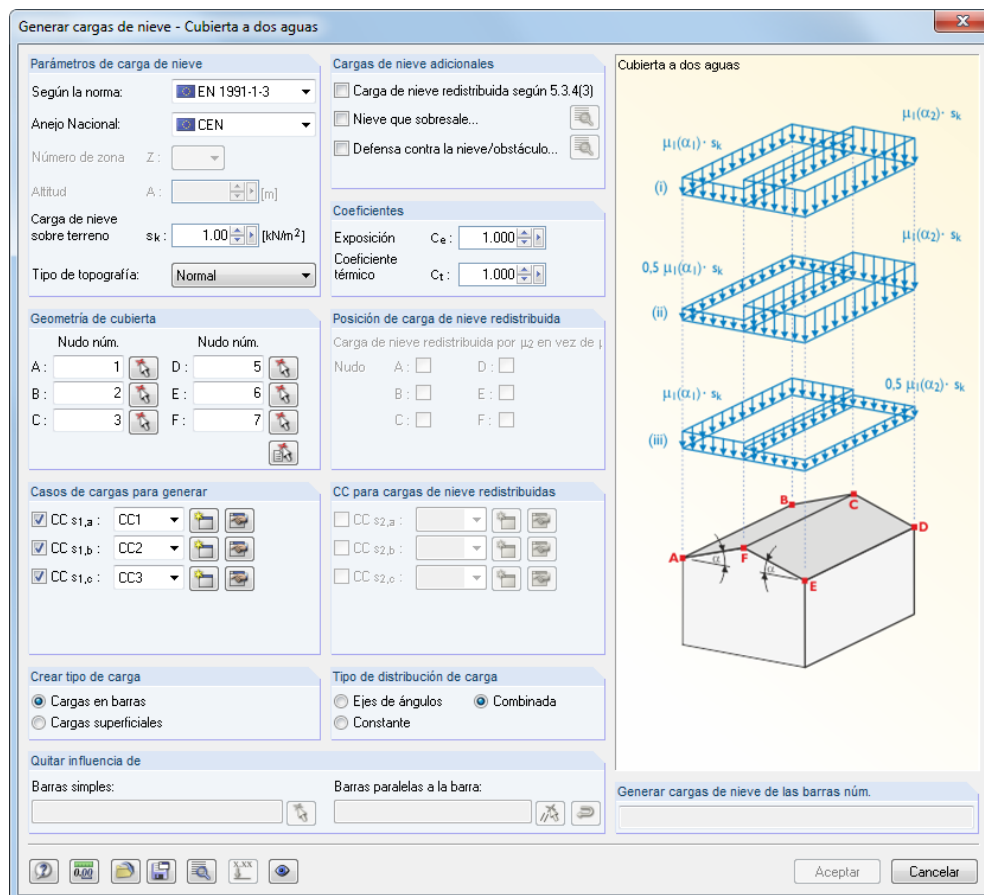 Generar cargas de nieve - Cubierta a dos aguas
Parámetros de carga de nieve
Según la norma: EN 1991-1-3
Anejo Nacional: CEN
Número de zona Z :
Altitud A : [m]
Carga de nieve
sobre terreno sk : 1.00 [kN/m²]
Tipo de topografía: Normal
Cargas de nieve adicionales
Carga de nieve redistribuida según 5.3.4(3)
Nieve que sobresale...
Defensa contra la nieve/obstáculo...
Coeficientes
Exposición Ce : 1.000
Coeficiente
térmico Ct : 1.000
Geometría de cubierta
Nudo núm. Nudo núm.
A : 1 D : 5
B : 2 E : 6
C : 3 F : 7
Posición de carga de nieve redistribuida
Carga de nieve redistribuida por µ2 en vez de
Nudo A : D :
B : E :
C : F :
Casos de cargas para generar
CC s1,a : CC1
CC s1,b : CC2
CC s1,c : CC3
CC para cargas de nieve redistribuidas
CC s2,a :
CC s2,b :
CC s2,c :
Crear tipo de carga
Cargas en barras
Cargas superficiales
Tipo de distribución de carga
Ejes de ángulos Combinada
Constante
Quitar influencia de
Barras simples:
Barras paralelas a la barra:
Cubierta a dos aguas
µ1(α2)· sk
µ1(α1)· sk
(i)
µ1(α2)· sk
0,5 µ1(α1)· sk
(ii)
0,5 µ1(α2)· sk
µ1(α1)· sk
(iii)
B
C
D
A
F
α
α
E
Generar cargas de nieve de las barras núm.
0.00
x.xx
Aceptar
Cancelar